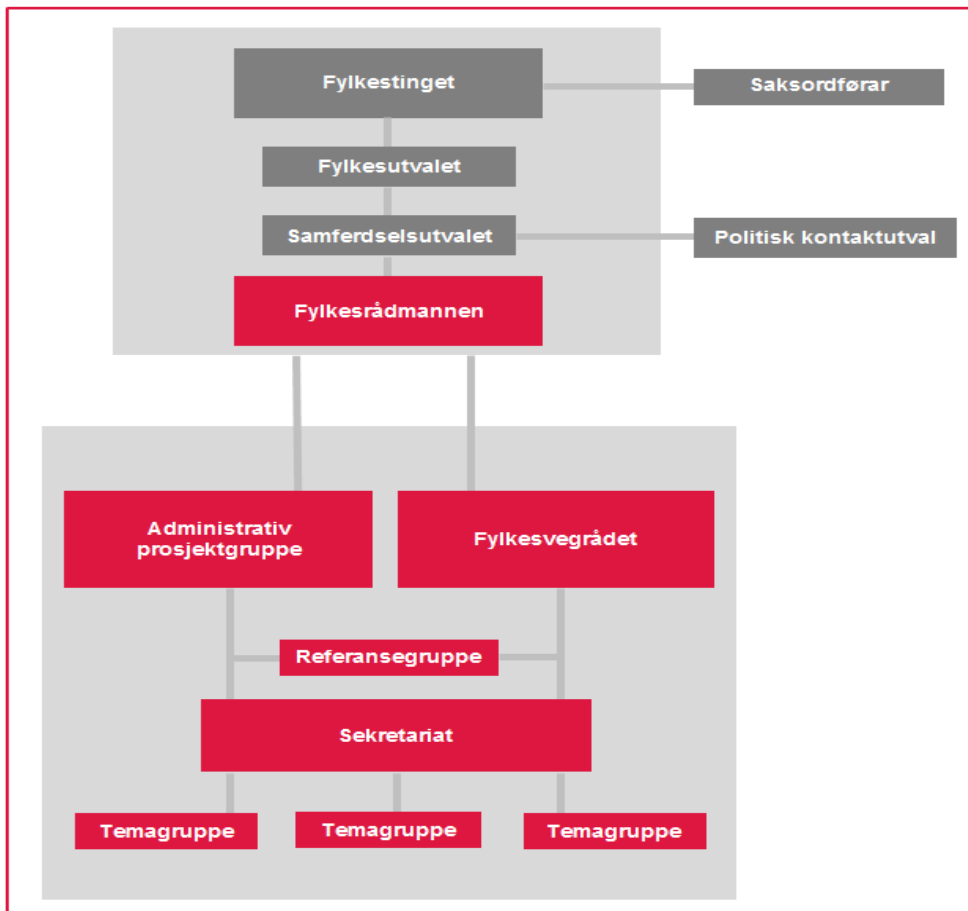 Fylkestinget
Saksordførar
Fylkesutvalet
Samferdselsutvalet
Politisk kontaktutval
Fylkesrådmannen
Administrativ
prosjektgruppe
Fylkesvegrådet
Referansegruppe
Sekretariat
Temagruppe
Temagruppe
Temagruppe